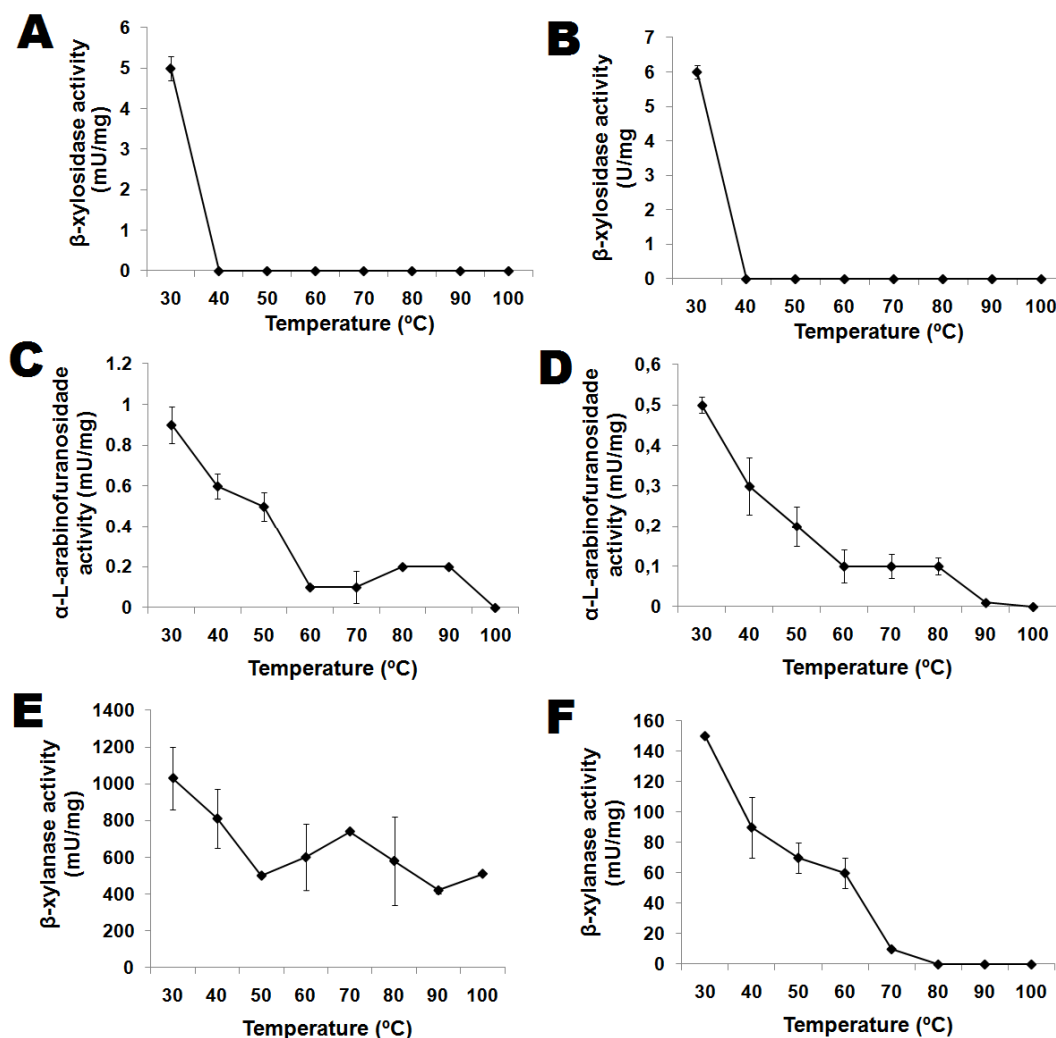 A
β-xylosidase activity
(mU/mg)
6
5
4
3
2
1
0
30 40 50 60 70 80 90 100
Temperature (ºC)
B
β-xylosidase activity
(U/mg)
7
6
5
4
3
2
1
0
30 40 50 60 70 80 90 100
Temperature (ºC)
C
α-L-arabinofuranosidade
activity (mU/mg)
1.2
1
0.8
0.6
0.4
0.2
0
30 40 50 60 70 80 90 100
Temperature (ºC)
D
α-L-arabinofuranosidade
activity (mU/mg)
0,6
0,5
0,4
0,3
0,2
0,1
0
30 40 50 60 70 80 90 100
Temperature (ºC)
E
β-xylanase activity
(mU/mg)
1400
1200
1000
800
600
400
200
0
30 40 50 60 70 80 90 100
Temperature (ºC)
F
β-xylanase activity
(mU/mg)
160
140
120
100
80
60
40
20
0
30 40 50 60 70 80 90 100
Temperature (ºC)